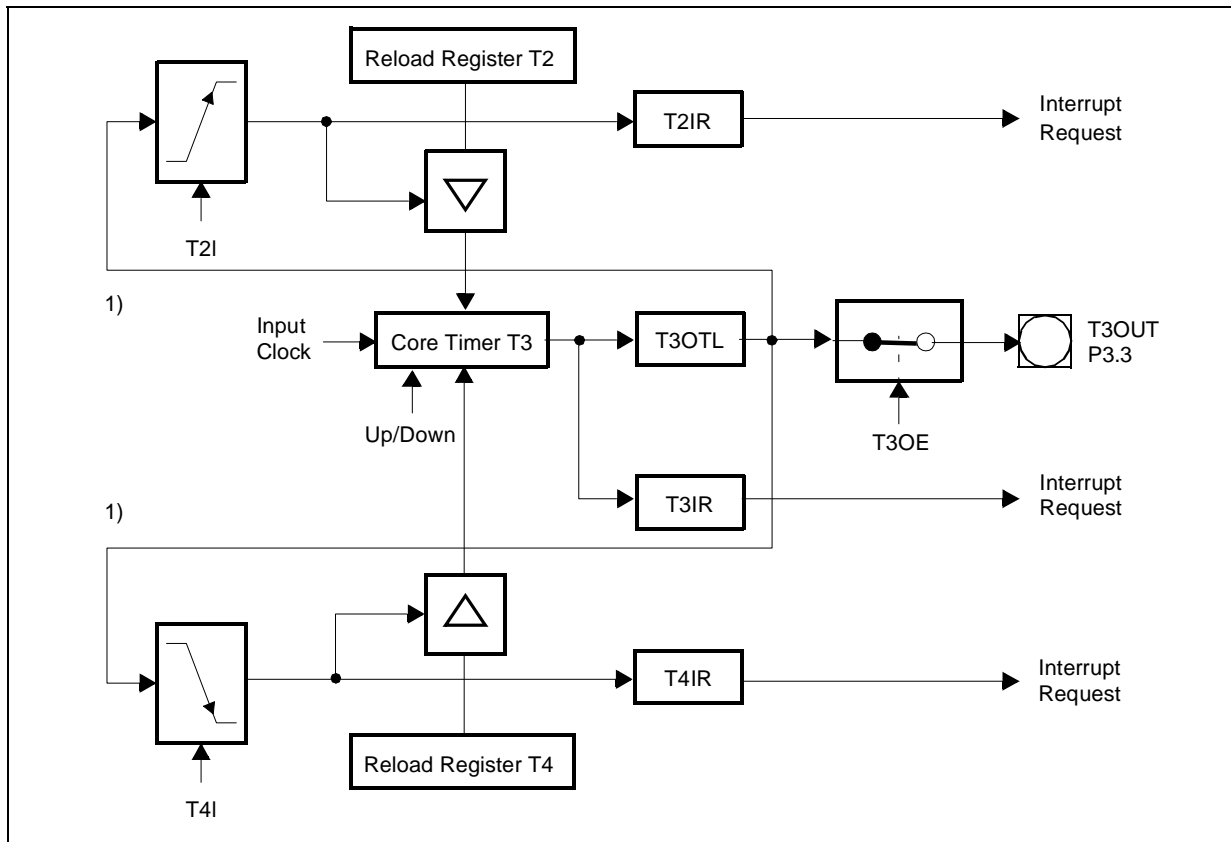 Reload Register T2
T2IR
Interrupt
Request
T2I
1)
Input
Clock
Core Timer T3
T3OTL
T3OUT
P3.3
Up/Down
T3OE
T3IR
Interrupt
Request
1)
T4IR
Interrupt
Request
Reload Register T4
T4I